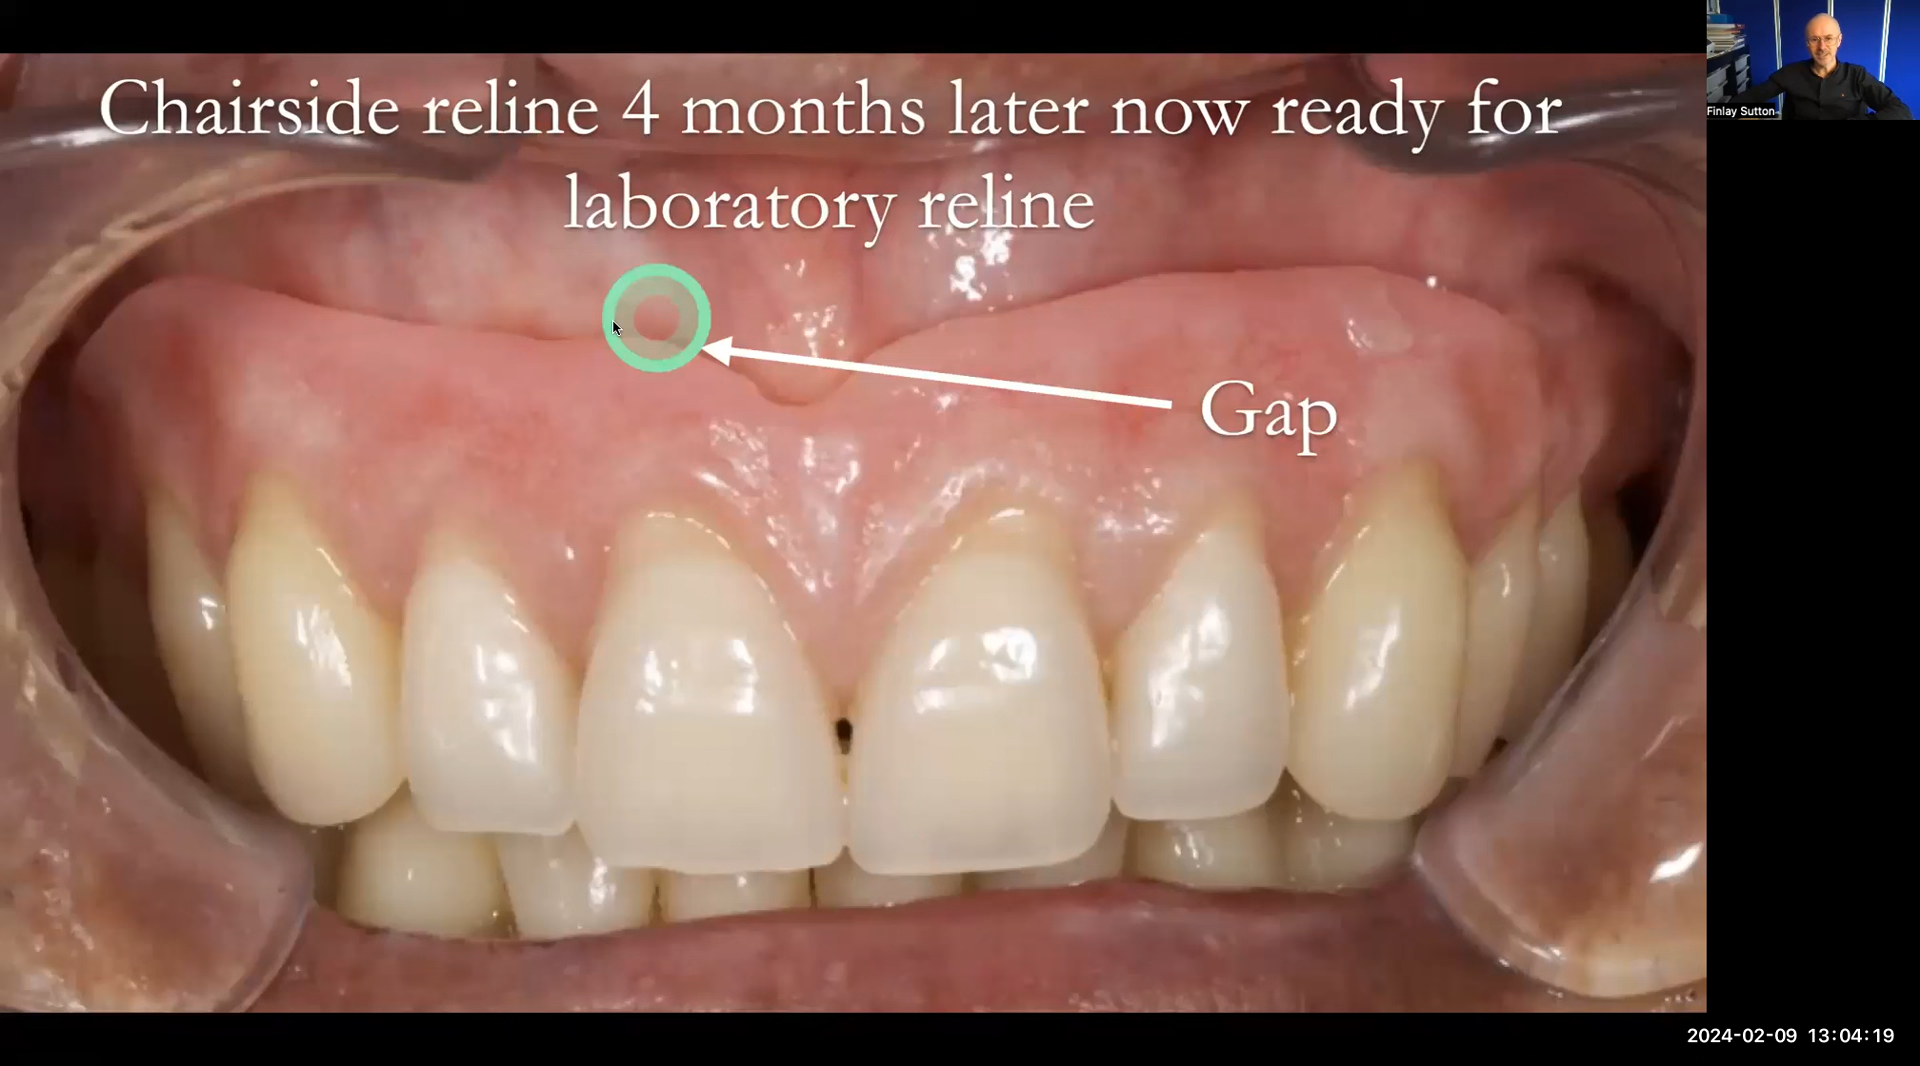 Chairside reline 4 months later now ready for
laboratory reline
Gap
Finlay Sutton
2024-02-09 13:04:19